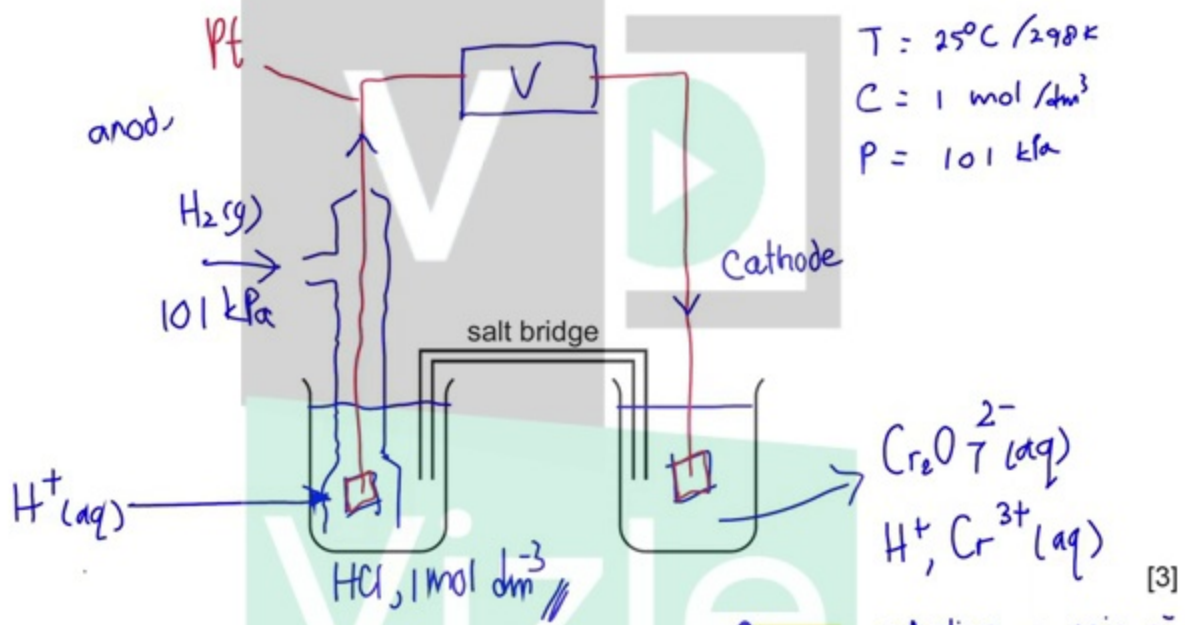 Pt
V
T = 25°C / 298K
C = 1 mol /dm³
P = 101 kPa
anod
H₂(g)
101 kPa
Cathode
salt bridge
H⁺(aq)
HCl, 1 mol dm⁻³
Cr₂O₇²⁻(aq)
H⁺, Cr³⁺(aq)
[3]
Vizle